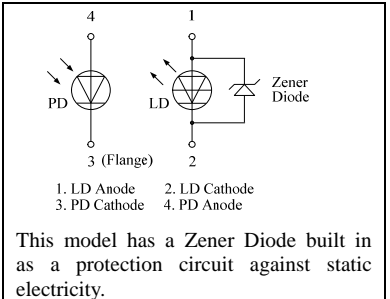 4 1
PD LD Zener
Diode
3 (Flange) 2
1. LD Anode 2. LD Cathode
3. PD Cathode 4. PD Anode
This model has a Zener Diode built in
as a protection circuit against static
electricity.